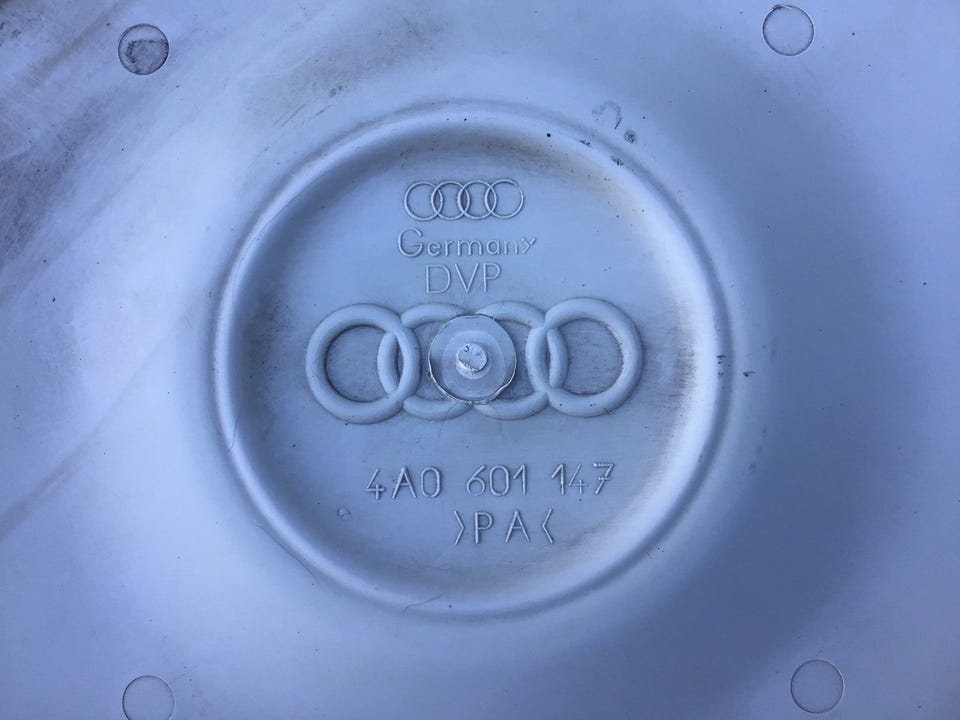 Germany
DVP
4A0 601 147
>PA<